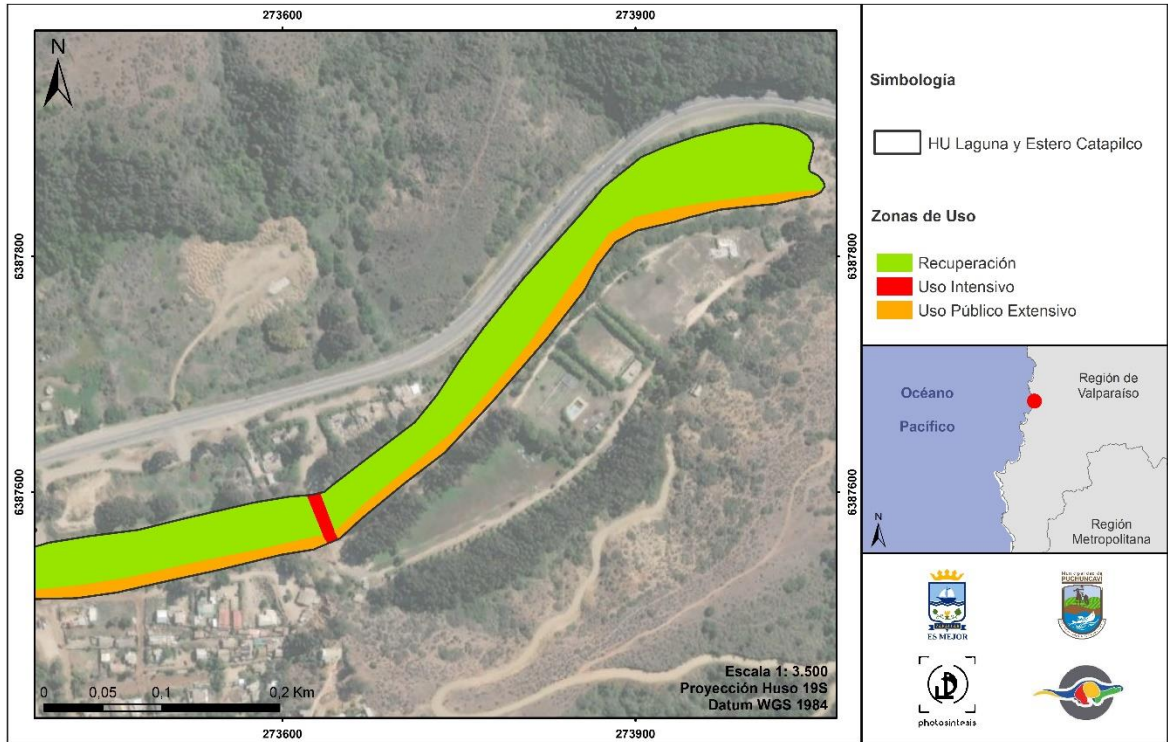 273600
273900
N
6387800
6387800
6387600
6387600
0
0,05
0,1
0,2 Km
Escala 1: 3.500
Proyección Huso 19S
Datum WGS 1984
273600
273900
Simbología
HU Laguna y Estero Catapilco
Zonas de Uso
Recuperación
Uso Intensivo
Uso Público Extensivo
Océano
Pacífico
Región de
Valparaíso
Región
Metropolitana
N
ES MEJOR
PUCHUNCAVÍ
photosíntesis